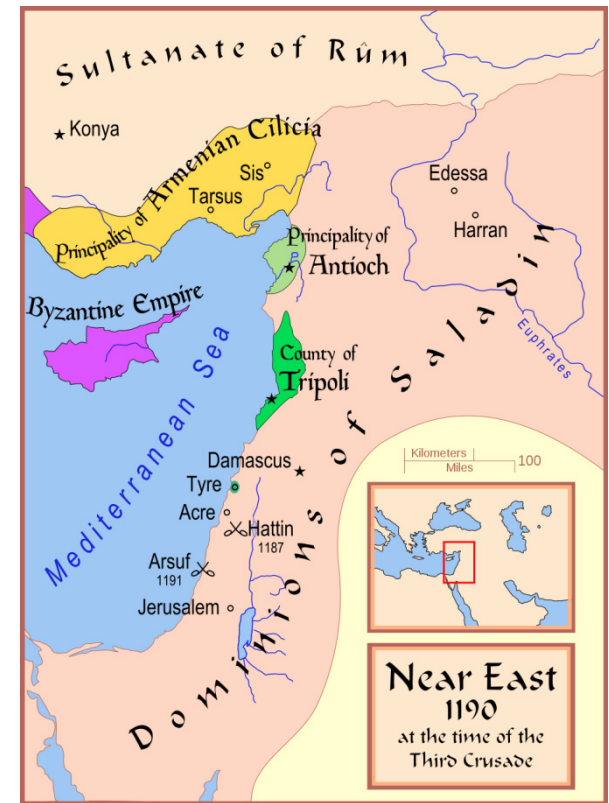 Sultanate of Rûm
Konya
Principality of Armenian Cilicia
Sis
Tarsus
Edessa
Harran
Principality of
Antioch
Byzantine Empire
Mediterranean Sea
County of
Tripoli
Euphrates
Dominions of Saladin
Damascus
Tyre
Acre
Hattin
1187
Arsuf
1191
Jerusalem
Kilometers
Miles
100
Near East
1190
at the time of the
Third Crusade